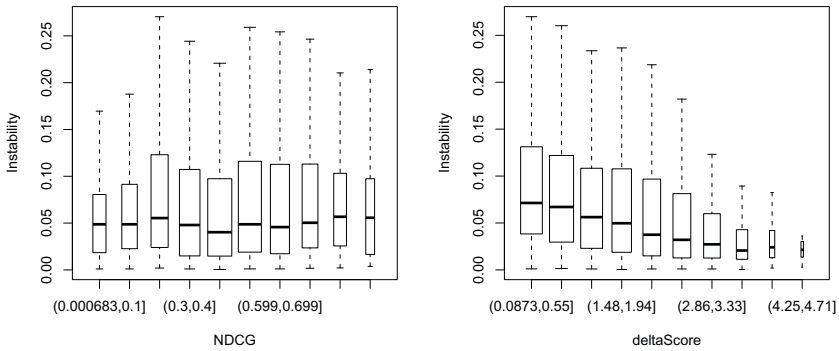 Instability
0.00 0.05 0.10 0.15 0.20 0.25
(0.000683,0.1] (0.3,0.4] (0.599,0.699]
NDCG
Instability
0.00 0.05 0.10 0.15 0.20 0.25
(0.0873,0.55] (1.48,1.94] (2.86,3.33] (4.25,4.71]
deltaScore